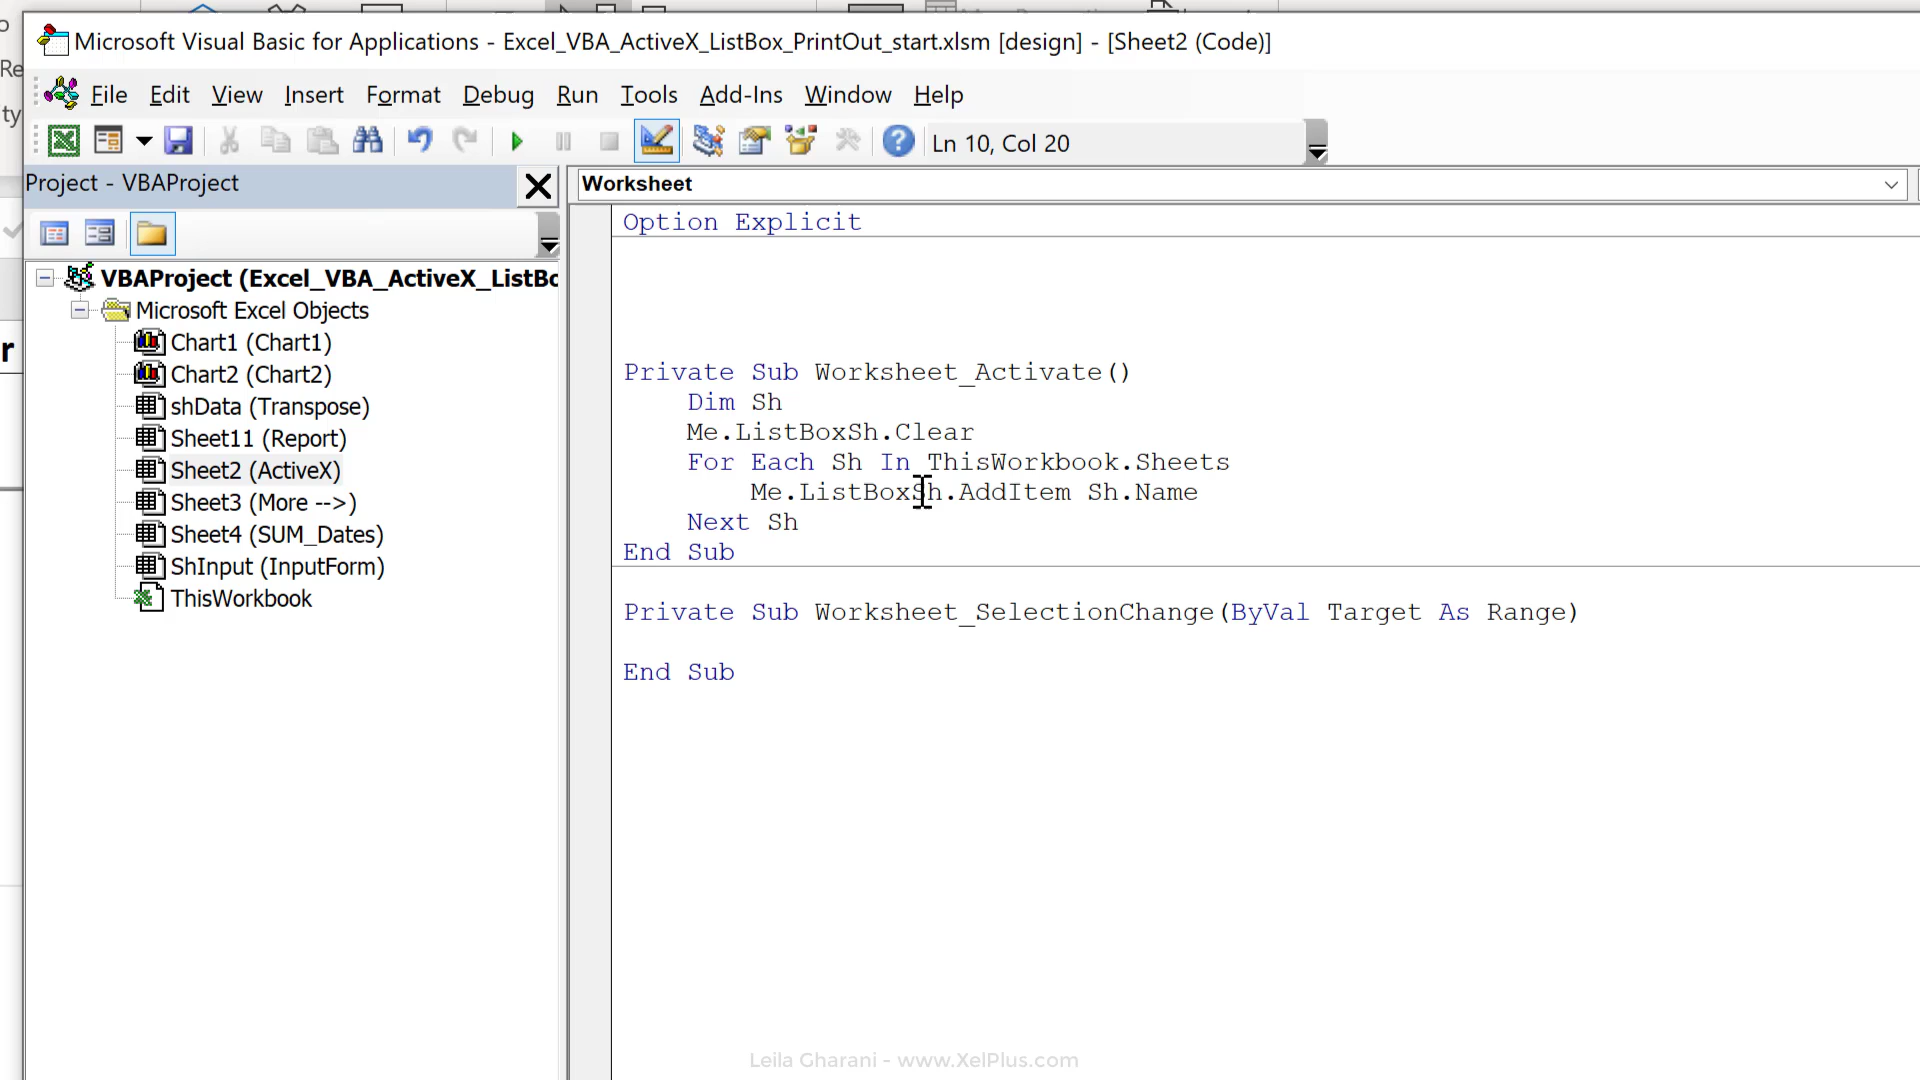 Microsoft Visual Basic for Applications - Excel_VBA_ActiveX_ListBox_PrintOut_start.xlsm [design] - [Sheet2 (Code)]
Re
ty
r
File Edit View Insert Format Debug Run Tools Add-Ins Window Help
Ln 10, Col 20
Project - VBAProject
VBAProject (Excel_VBA_ActiveX_ListBo
Microsoft Excel Objects
Chart1 (Chart1)
Chart2 (Chart2)
shData (Transpose)
Sheet11 (Report)
Sheet2 (ActiveX)
Sheet3 (More -->)
Sheet4 (SUM_Dates)
ShInput (InputForm)
ThisWorkbook
Worksheet
Option Explicit
Private Sub Worksheet_Activate()
Dim Sh
Me.ListBoxSh.Clear
For Each Sh In ThisWorkbook.Sheets
Me.ListBoxSh.AddItem Sh.Name
Next Sh
End Sub
Private Sub Worksheet_SelectionChange(ByVal Target As Range)
End Sub
Leila Gharani - www.XelPlus.com